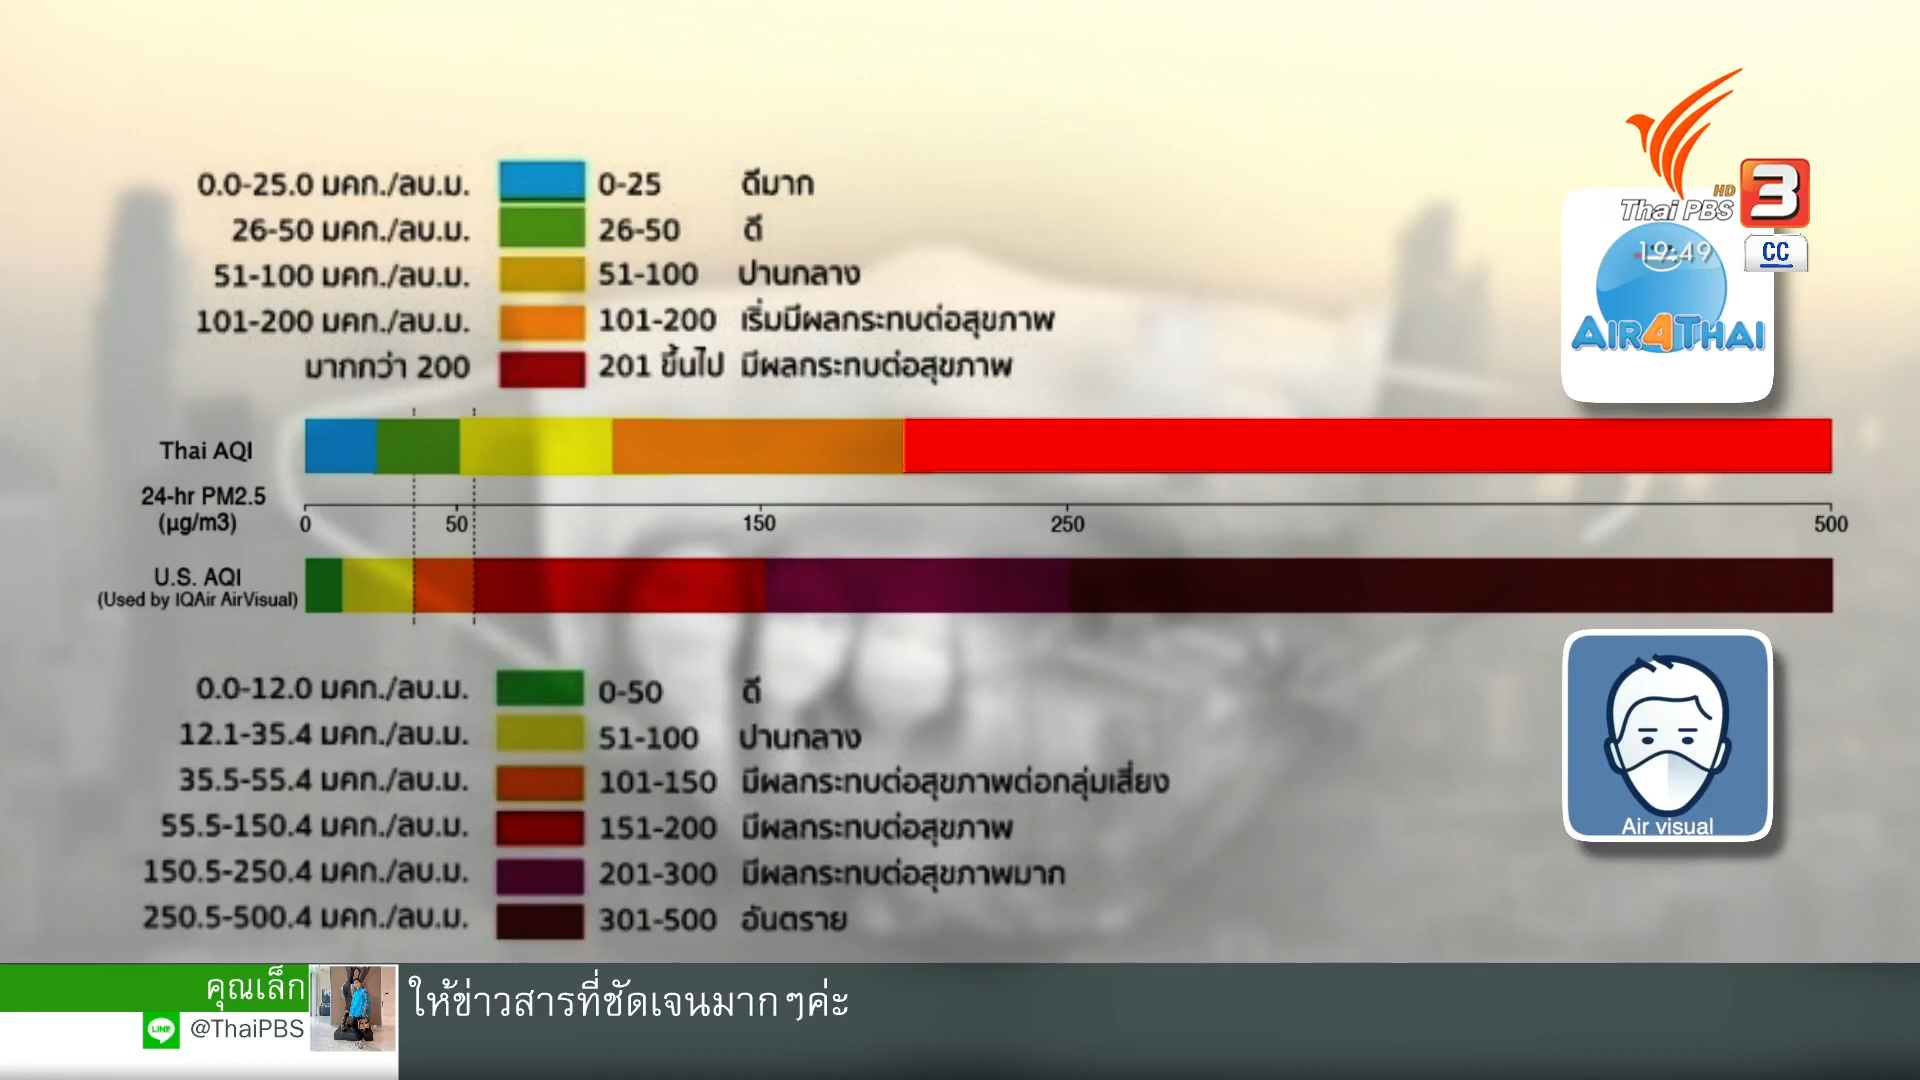 0.0-25.0 มคก./ลบ.ม. 0-25 ดีมาก
26-50 มคก./ลบ.ม. 26-50 ดี
51-100 มคก./ลบ.ม. 51-100 ปานกลาง
101-200 มคก./ลบ.ม. 101-200 เริ่มมีผลกระทบต่อสุขภาพ
มากกว่า 200 201 ขึ้นไป มีผลกระทบต่อสุขภาพ
HD
Thai PBS 3
19:49 CC
AIR4THAI
Thai AQI
24-hr PM2.5
(µg/m3)
0 50 150 250 500
U.S. AQI
(Used by IQAir AirVisual)
0.0-12.0 มคก./ลบ.ม. 0-50 ดี
12.1-35.4 มคก./ลบ.ม. 51-100 ปานกลาง
35.5-55.4 มคก./ลบ.ม. 101-150 มีผลกระทบต่อสุขภาพต่อกลุ่มเสี่ยง
55.5-150.4 มคก./ลบ.ม. 151-200 มีผลกระทบต่อสุขภาพ
150.5-250.4 มคก./ลบ.ม. 201-300 มีผลกระทบต่อสุขภาพมาก
250.5-500.4 มคก./ลบ.ม. 301-500 อันตราย
Air visual
คุณเล็ก ให้ข่าวสารที่ชัดเจนมากๆค่ะ
LINE @ThaiPBS